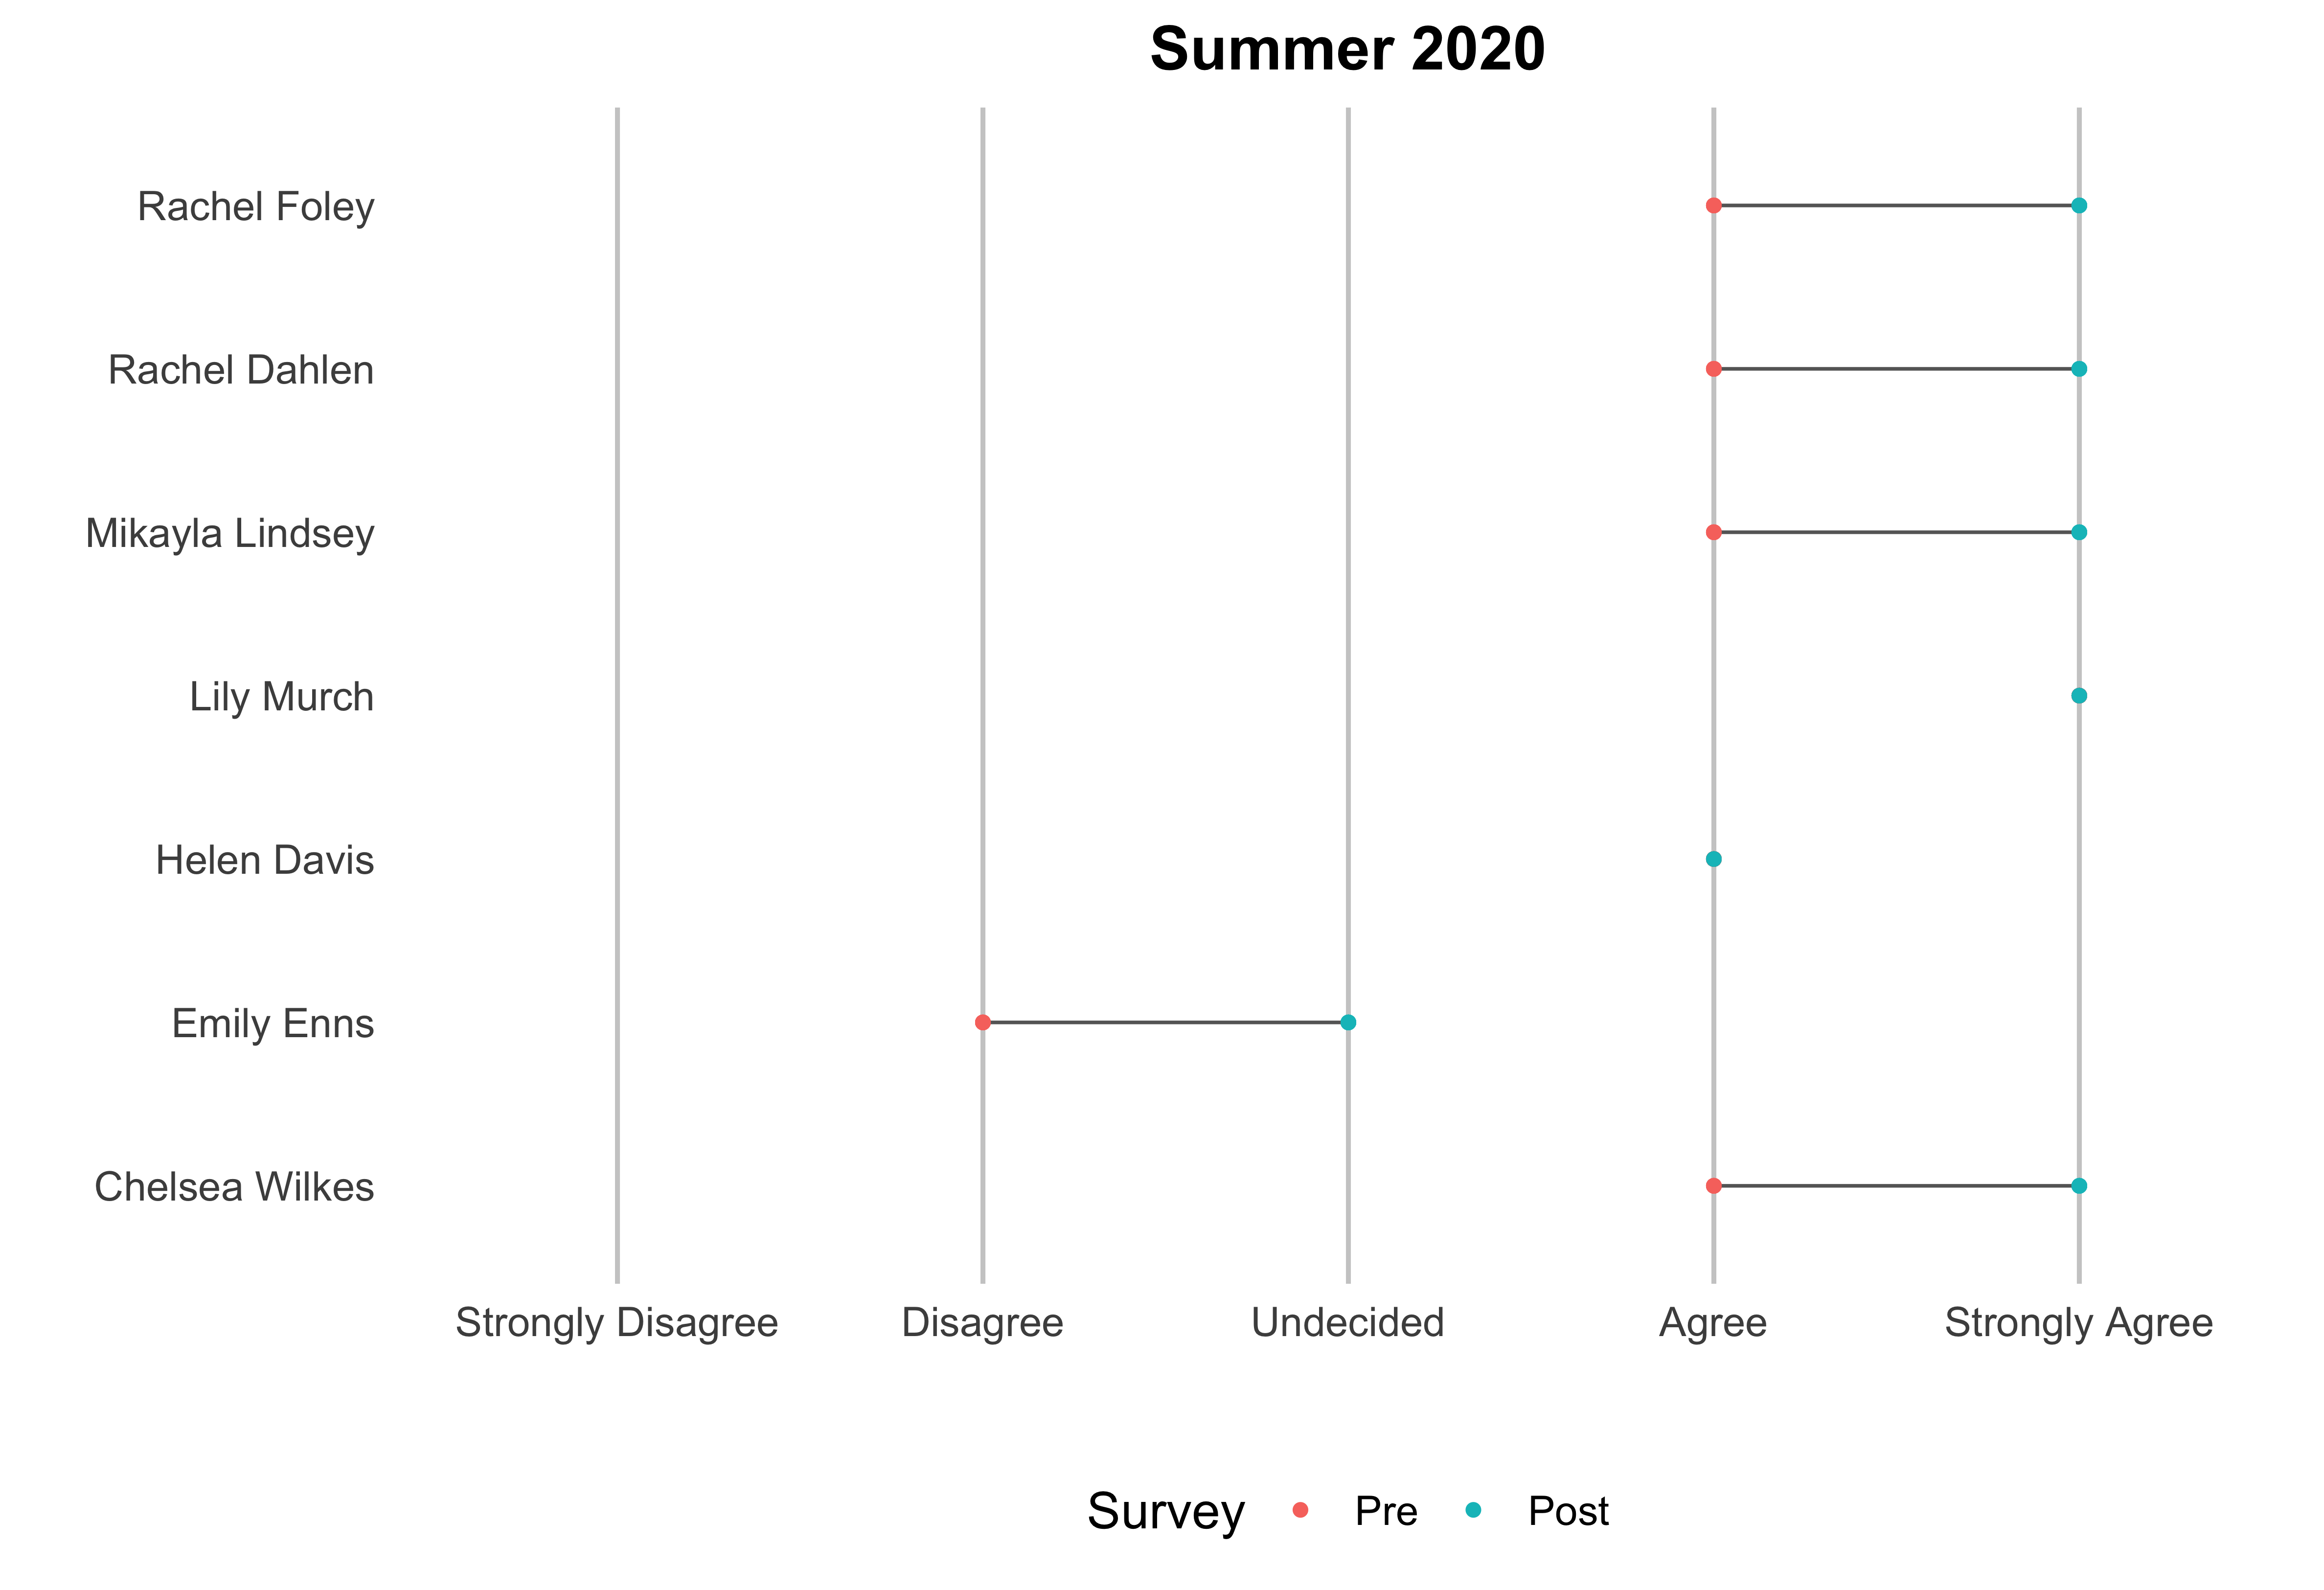 Summer 2020
Rachel Foley
Rachel Dahlen
Mikayla Lindsey
Lily Murch
Helen Davis
Emily Enns
Chelsea Wilkes
Strongly Disagree Disagree Undecided Agree Strongly Agree
Survey Pre Post